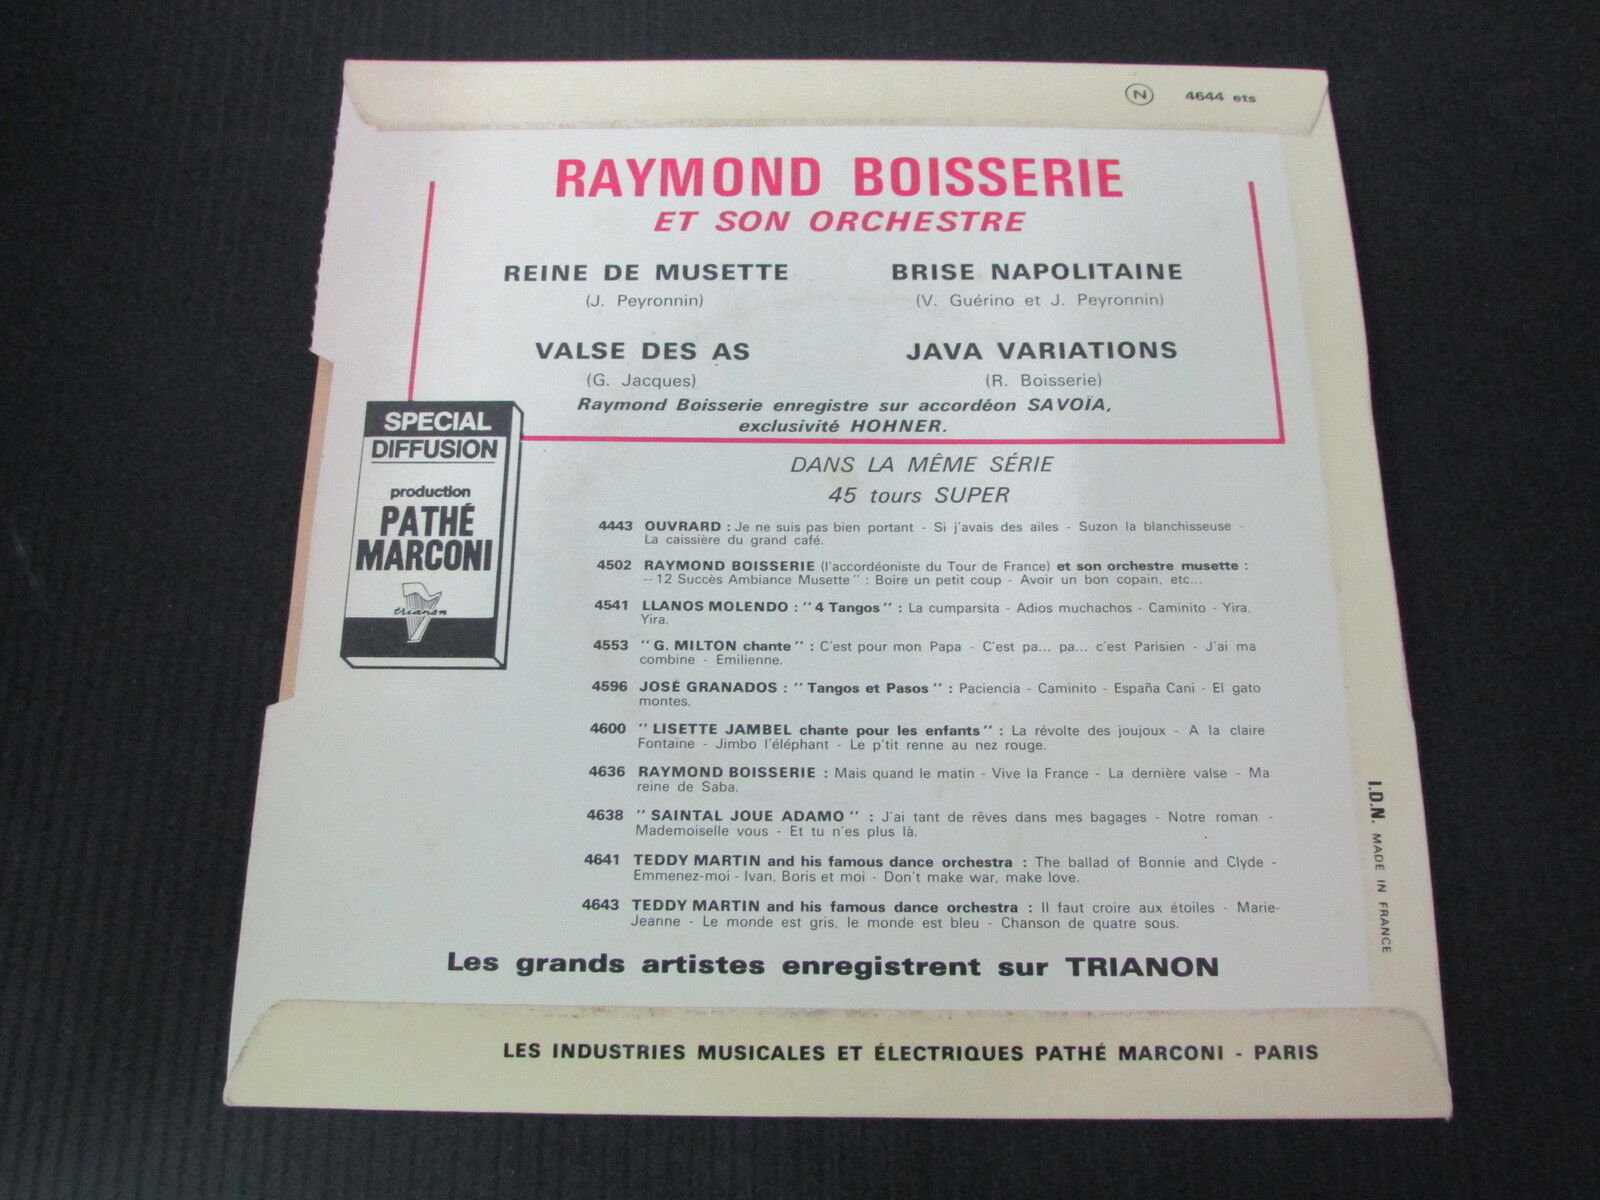 N 4644 ets
RAYMOND BOISSERIE
ET SON ORCHESTRE
REINE DE MUSETTE
(J. Peyronnin)
BRISE NAPOLITAINE
(V. Guérino et J. Peyronnin)
VALSE DES AS
(G. Jacques)
JAVA VARIATIONS
(R. Boisserie)
Raymond Boisserie enregistre sur accordéon SAVOÏA,
exclusivité HOHNER.
SPECIAL
DIFFUSION
production
PATHÉ
MARCONI
trianon
DANS LA MÊME SÉRIE
45 tours SUPER
4443 OUVRARD : Je ne suis pas bien portant - Si j'avais des ailes - Suzon la blanchisseuse -
La caissière du grand café.
4502 RAYMOND BOISSERIE (l'accordéoniste du Tour de France) et son orchestre musette :
-- 12 Succès Ambiance Musette" : Boire un petit coup - Avoir un bon copain, etc...
4541 LLANOS MOLENDO : "4 Tangos" : La cumparsita - Adios muchachos - Caminito - Yira.
Yira.
4553 "G. MILTON chante" : C'est pour mon Papa - C'est pa... pa... c'est Parisien - J'ai ma
combine - Emilienne.
4596 JOSÉ GRANADOS : "Tangos et Pasos" : Paciencia - Caminito - España Cani - El gato
montes.
4600 "LISETTE JAMBEL chante pour les enfants" : La révolte des joujoux - A la claire
Fontaine - Jimbo l'éléphant - Le p'tit renne au nez rouge.
4636 RAYMOND BOISSERIE : Mais quand le matin - Vive la France - La dernière valse - Ma
reine de Saba.
4638 "SAINTAL JOUE ADAMO" : J'ai tant de rêves dans mes bagages - Notre roman -
Mademoiselle vous - Et tu n'es plus là.
4641 TEDDY MARTIN and his famous dance orchestra : The ballad of Bonnie and Clyde -
Emmenez-moi - Ivan, Boris et moi - Don't make war, make love.
4643 TEDDY MARTIN and his famous dance orchestra : Il faut croire aux étoiles - Marie-
Jeanne - Le monde est gris, le monde est bleu - Chanson de quatre sous.
Les grands artistes enregistrent sur TRIANON
I.D.N. MADE IN FRANCE
LES INDUSTRIES MUSICALES ET ÉLECTRIQUES PATHÉ MARCONI - PARIS